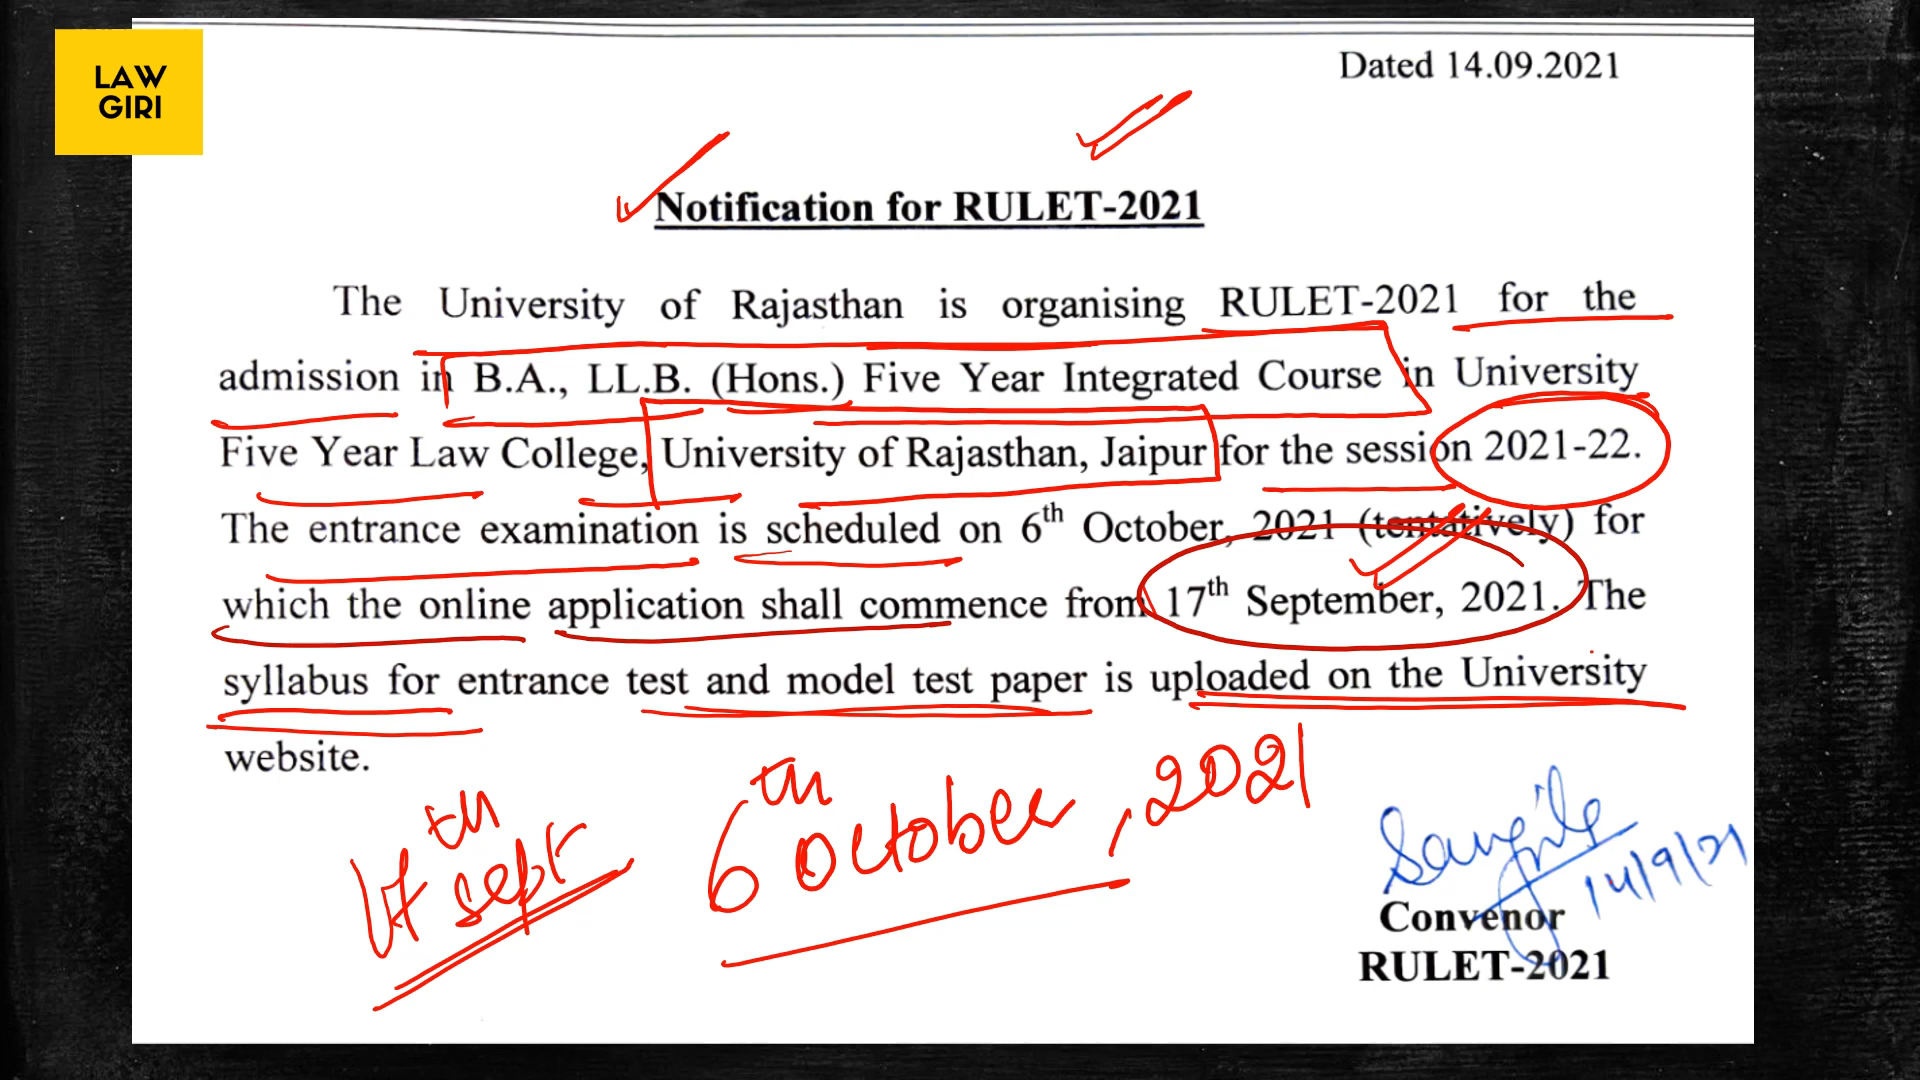 LAW
GIRI
Dated 14.09.2021
Notification for RULET-2021
The University of Rajasthan is organising RULET-2021 for the
admission in B.A., LL.B. (Hons.) Five Year Integrated Course in University
Five Year Law College, University of Rajasthan, Jaipur for the session 2021-22.
The entrance examination is scheduled on 6th October, 2021 (tentatively) for
which the online application shall commence from 17th September, 2021. The
syllabus for entrance test and model test paper is uploaded on the University
website.
17th sept
6th October, 2021
14/9/21
Convenor
RULET-2021